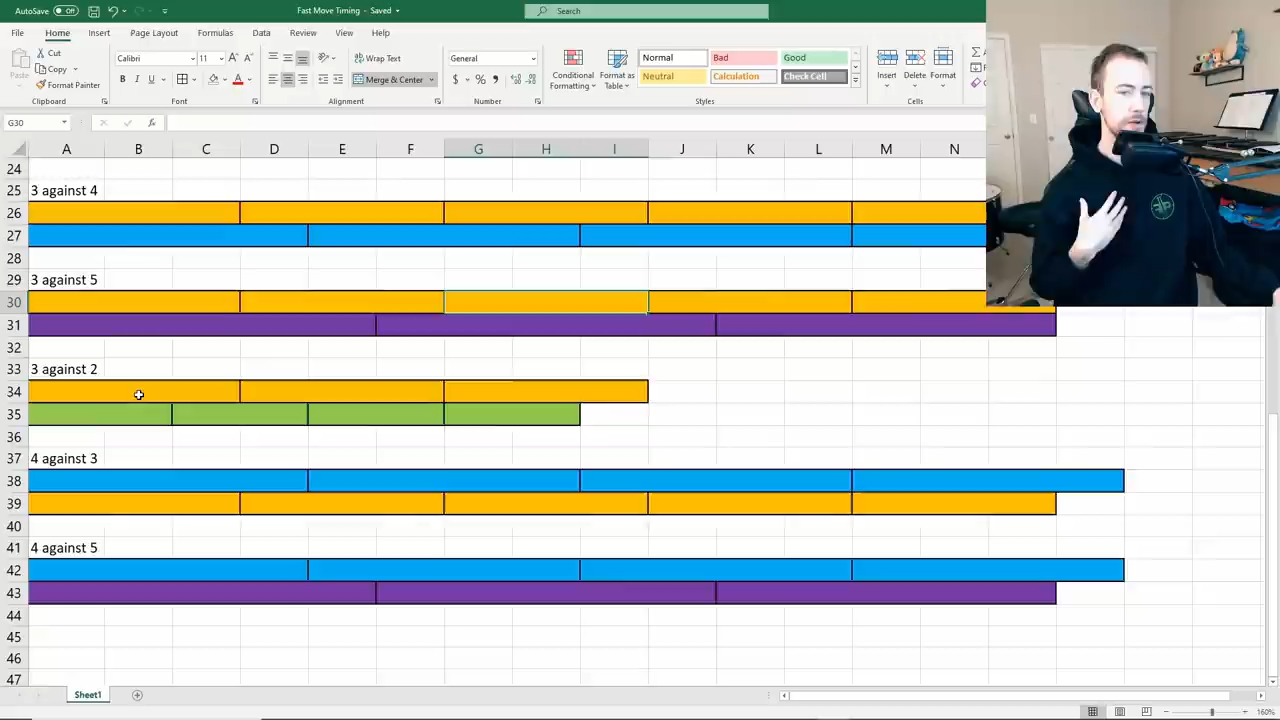 AutoSave Off Fast Move Timing - Saved Search
File Home Insert Page Layout Formulas Data Review View Help
Paste Cut Copy Format Painter
Calibri 11 A A
B I U A
Wrap Text
Merge & Center
General
$ % 9
Conditional Formatting Format as Table
Normal Bad Good
Neutral Calculation Check Cell
Insert Delete Format
Clipboard Font Alignment Number Styles Cells
G30 fx
A B C D E F G H I J K L M N
24
25 3 against 4
26
27
28
29 3 against 5
30
31
32
33 3 against 2
34
35
36
37 4 against 3
38
39
40
41 4 against 5
42
43
44
45
46
47
Sheet1
160%